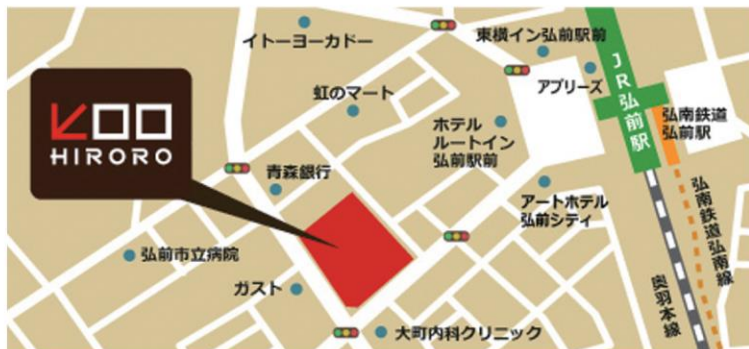 イトーヨーカドー
東横イン弘前駅前
アプリーズ
JR弘前駅
弘南鉄道
弘前駅
虹のマート
ホテル
ルートイン
弘前駅前
HIRORO
青森銀行
アートホテル
弘前シティ
弘南鉄道弘南線
弘前市立病院
ガスト
奥羽本線
大町内科クリニック